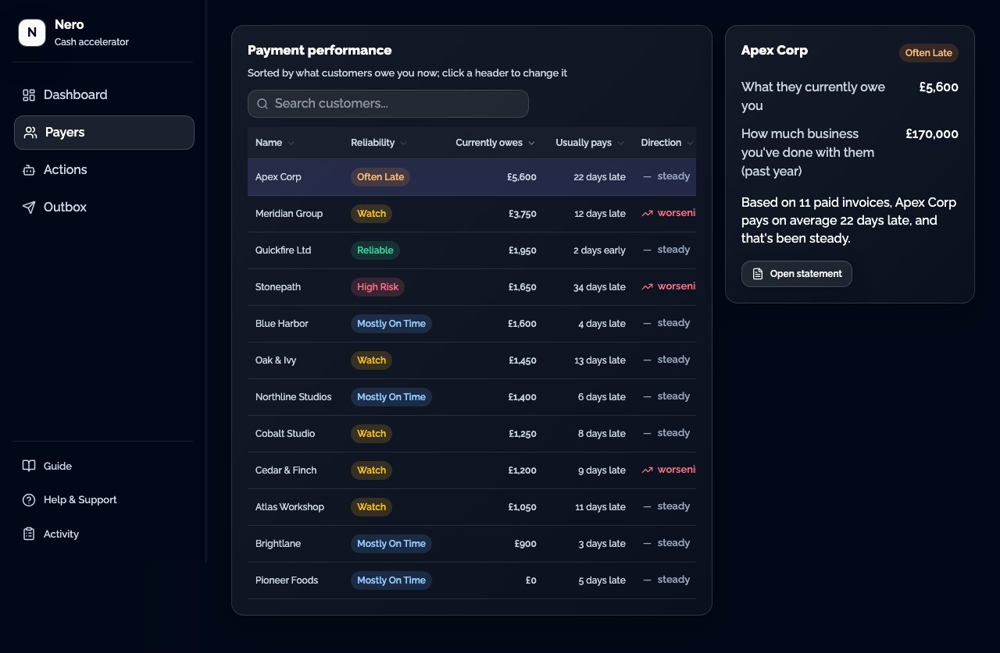 N
Nero
Cash accelerator
Dashboard
Payers
Actions
Outbox
Guide
Help & Support
Activity
Payment performance
Sorted by what customers owe you now; click a header to change it
Search customers...
Name Reliability Currently owes Usually pays Direction
Apex Corp Often Late £5,600 22 days late — steady
Meridian Group Watch £3,750 12 days late worseni
Quickfire Ltd Reliable £1,950 2 days early — steady
Stonepath High Risk £1,650 34 days late worseni
Blue Harbor Mostly On Time £1,600 4 days late — steady
Oak & Ivy Watch £1,450 13 days late — steady
Northline Studios Mostly On Time £1,400 6 days late — steady
Cobalt Studio Watch £1,250 8 days late — steady
Cedar & Finch Watch £1,200 9 days late worseni
Atlas Workshop Watch £1,050 11 days late — steady
Brightlane Mostly On Time £900 3 days late — steady
Pioneer Foods Mostly On Time £0 5 days late — steady
Apex Corp Often Late
What they currently owe £5,600
you
How much business £170,000
you've done with them
(past year)
Based on 11 paid invoices, Apex Corp
pays on average 22 days late, and
that's been steady.
Open statement